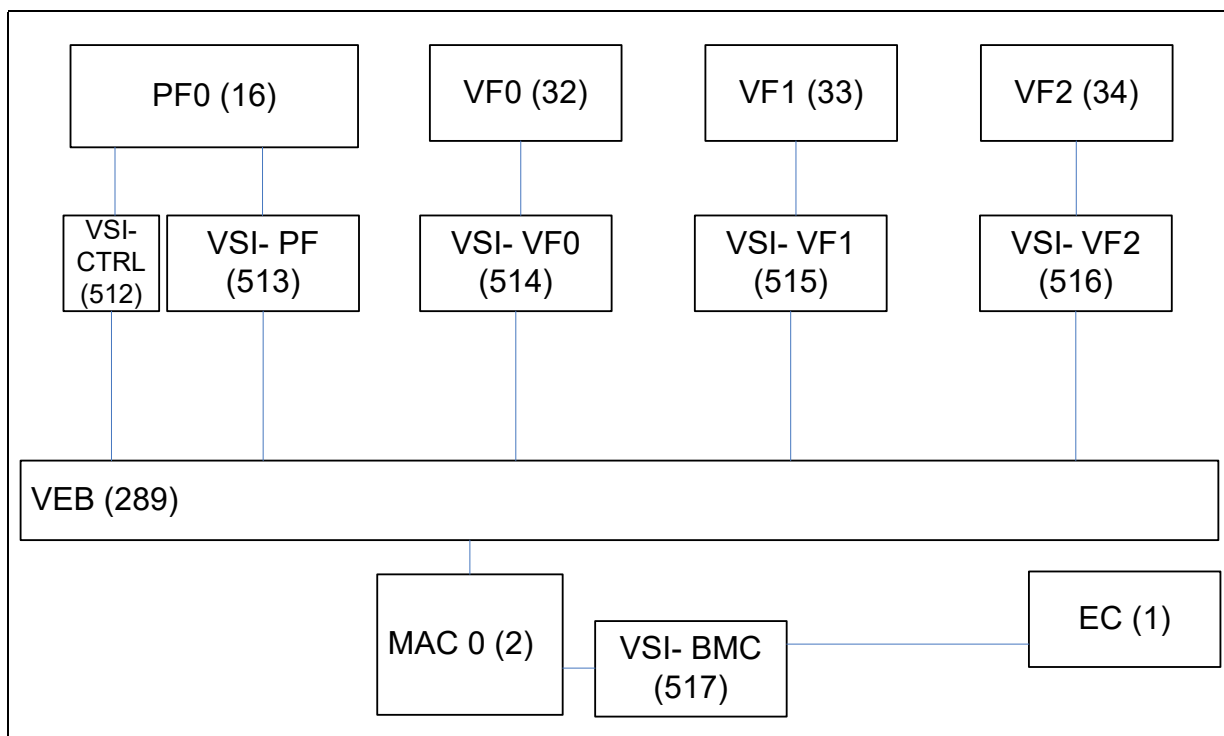 PF0 (16)
VF0 (32)
VF1 (33)
VF2 (34)
VSI-
CTRL
(512)
VSI- PF
(513)
VSI- VF0
(514)
VSI- VF1
(515)
VSI- VF2
(516)
VEB (289)
MAC 0 (2)
VSI- BMC
(517)
EC (1)